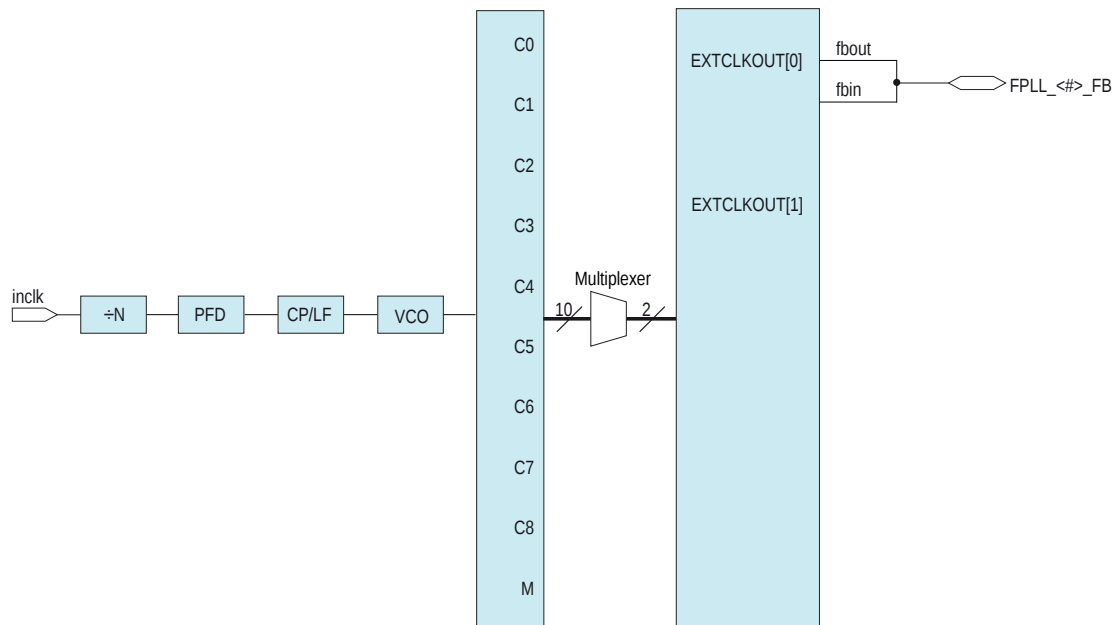 inclk
÷N
PFD
CP/LF
VCO
C0
C1
C2
C3
C4
C5
C6
C7
C8
M
Multiplexer
10
2
EXTCLKOUT[0]
EXTCLKOUT[1]
fbout
fbin
FPLL_<#>_FB